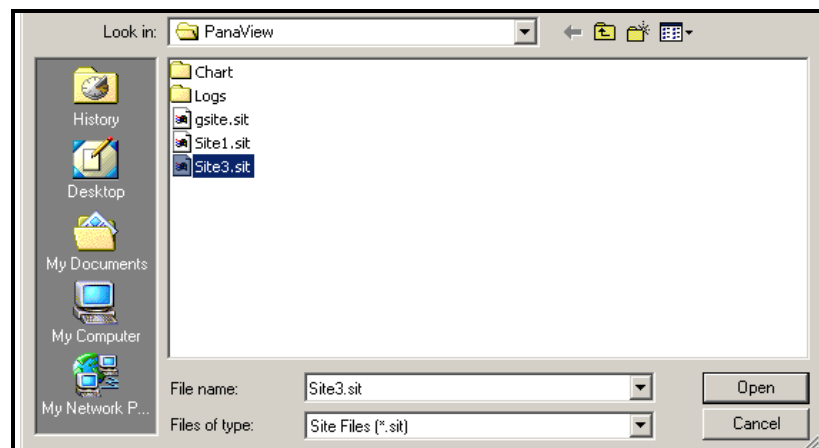 Look in: PanaView
History
Desktop
My Documents
My Computer
My Network P...
Chart
Logs
gsite.sit
Site1.sit
Site3.sit
File name: Site3.sit Open
Files of type: Site Files (*.sit) Cancel